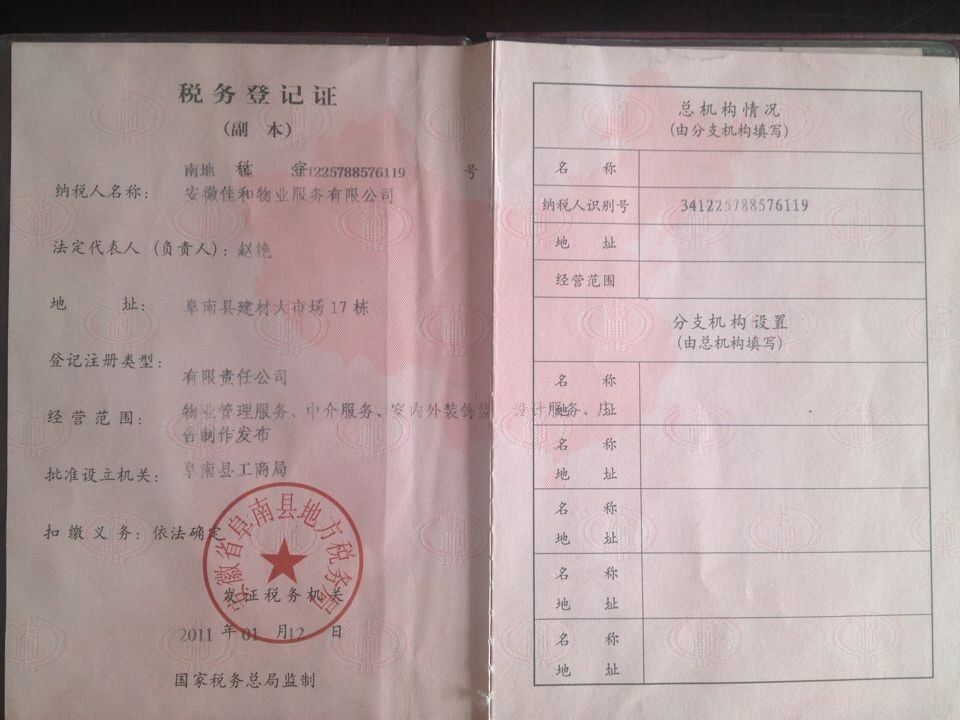 税务登记证
(副 本)
南地 税 字341225788576119 号
纳税人名称: 安徽佳和物业服务有限公司
法定代表人 (负责人): 赵艳
地 址: 阜南县建材大市场17栋
登记注册类型: 有限责任公司
经营范围: 物业管理服务、中介服务、室内外装饰装 设计服务、广
告制作发布
批准设立机关: 阜南县工商局
扣缴义务: 依法确定
安徽省阜南县地方税务局
发证税务机关
2011 年 01 月 12 日
国家税务总局监制
总机构情况
(由分支机构填写)
名 称
纳税人识别号 341225788576119
地 址
经营范围
分支机构设置
(由总机构填写)
名 称
地 址
名 称
地 址
名 称
地 址
名 称
地 址
名 称
地 址